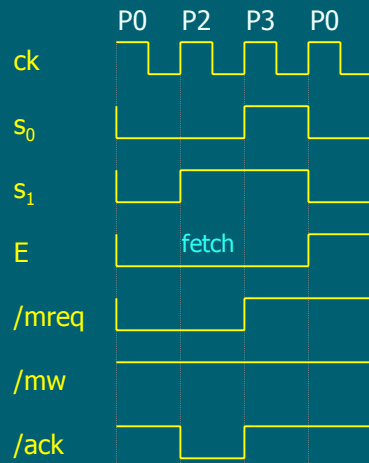 P0 P2 P3 P0
ck
s₀
s₁
E
fetch
/mreq
/mw
/ack